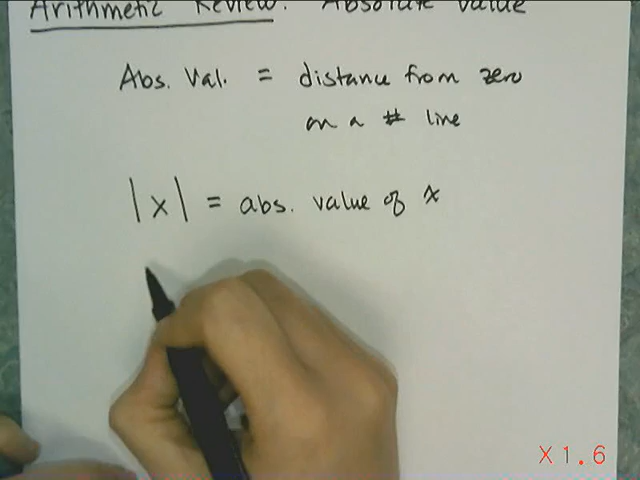 Arithmetic Review: Absolute Value
Abs. Val. = distance from zero
on a # line
|x| = abs. value of x
X1.6